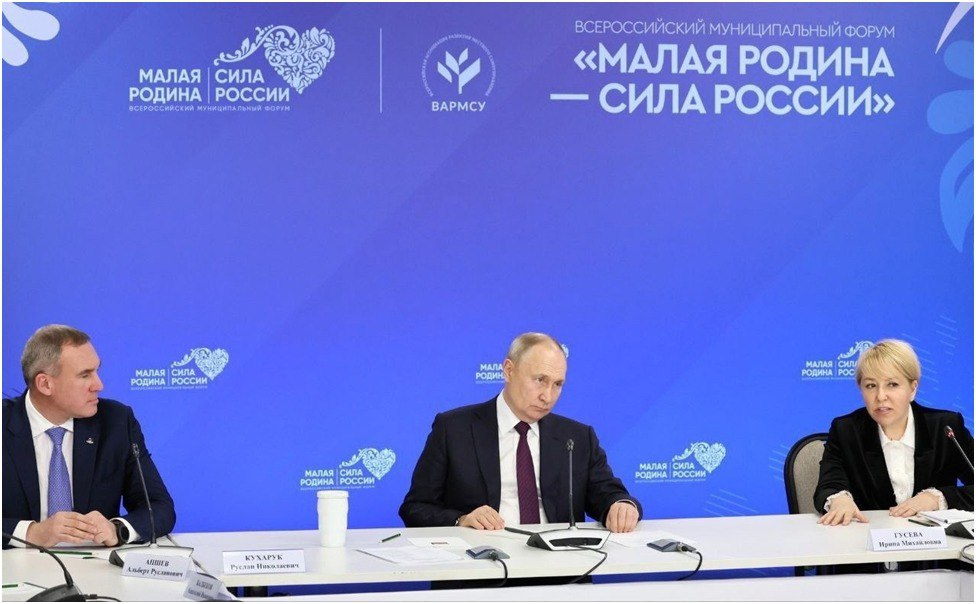 ВСЕРОССИЙСКИЙ МУНИЦИПАЛЬНЫЙ ФОРУМ
«МАЛАЯ РОДИНА
— СИЛА РОССИИ»
МАЛАЯ СИЛА
РОДИНА РОССИИ
ВСЕРОССИЙСКИЙ МУНИЦИПАЛЬНЫЙ ФОРУМ
ВАРМСУ
МАЛАЯ СИЛА
РОДИНА РОССИИ
МАЛАЯ
РОДИНА
МАЛАЯ СИЛА
РОДИНА РОССИИ
МАЛАЯ СИЛА
РОДИНА РОССИИ
МАЛАЯ СИЛА
РОДИНА РОССИИ
АПШЕВ
Альберт Русланович
КУХАРУК
Руслан Николаевич
ГУСЕВА
Ирина Михайловна